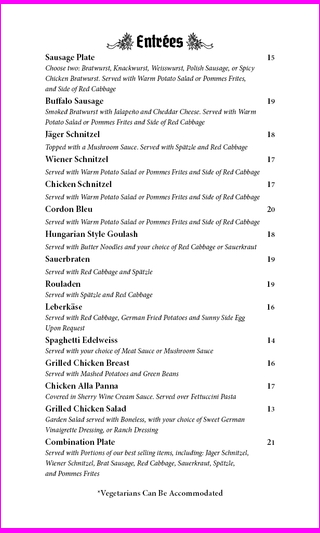 Entrées
Sausage Plate 15
Choose two: Bratwurst, Knackwurst, Weisswurst, Polish Sausage, or Spicy
Chicken Bratwurst. Served with Warm Potato Salad or Pommes Frites,
and Side of Red Cabbage
Buffalo Sausage 19
Smoked Bratwurst with Jalapeño and Cheddar Cheese. Served with Warm
Potato Salad or Pommes Frites and Side of Red Cabbage
Jäger Schnitzel 18
Topped with a Mushroom Sauce. Served with Spätzle and Red Cabbage
Wiener Schnitzel 17
Served with Warm Potato Salad or Pommes Frites and Side of Red Cabbage
Chicken Schnitzel 17
Served with Warm Potato Salad or Pommes Frites and Side of Red Cabbage
Cordon Bleu 20
Served with Warm Potato Salad or Pommes Frites and Side of Red Cabbage
Hungarian Style Goulash 18
Served with Butter Noodles and your choice of Red Cabbage or Sauerkraut
Sauerbraten 19
Served with Red Cabbage and Spätzle
Rouladen 19
Served with Spätzle and Red Cabbage
Leberkäse 16
Served with Red Cabbage, German Fried Potatoes and Sunny Side Egg
Upon Request
Spaghetti Edelweiss 14
Served with your choice of Meat Sauce or Mushroom Sauce
Grilled Chicken Breast 16
Served with Mashed Potatoes and Green Beans
Chicken Alla Panna 17
Covered in Sherry Wine Cream Sauce. Served over Fettuccini Pasta
Grilled Chicken Salad 13
Garden Salad served with Boneless, with your choice of Sweet German
Vinaigrette Dressing, or Ranch Dressing
Combination Plate 21
Served with Portions of our best selling items, including: Jäger Schnitzel,
Wiener Schnitzel, Brat Sausage, Red Cabbage, Sauerkraut, Spätzle,
and Pommes Frites
*Vegetarians Can Be Accommodated